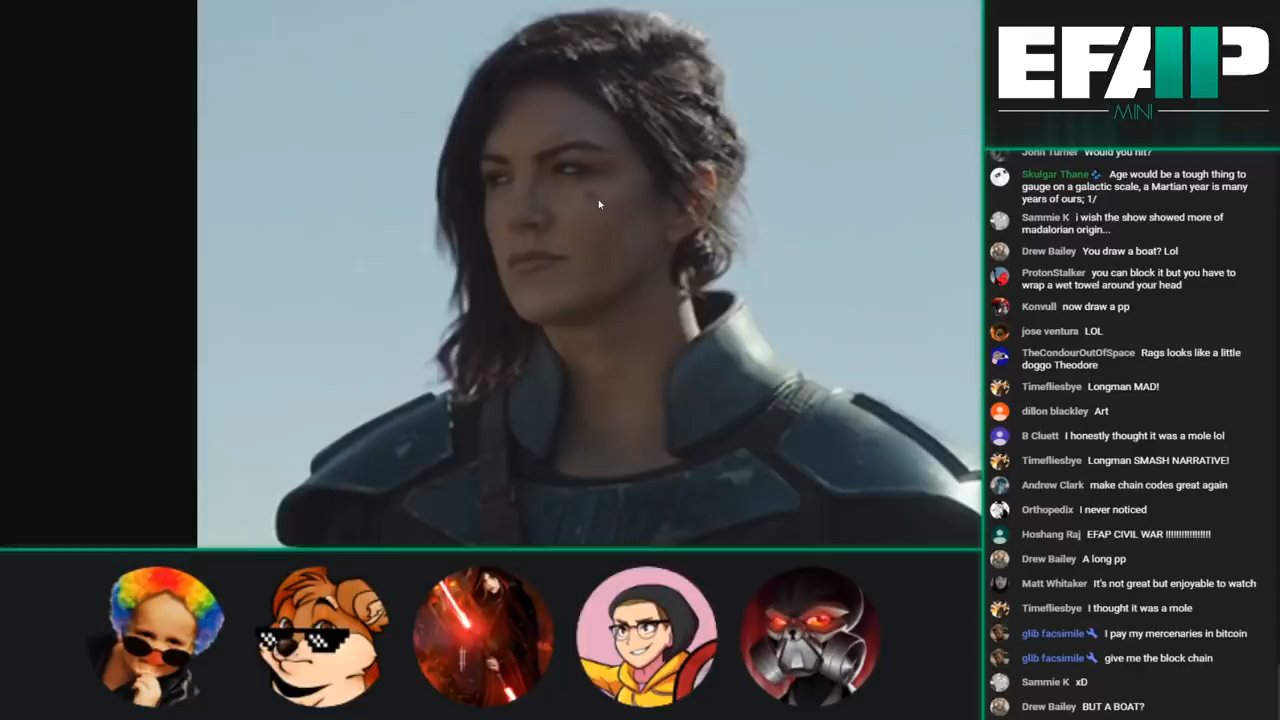 EFAP
MINI
John Turner Would you hit?
Skulgar Thane Age would be a tough thing to
gauge on a galactic scale, a Martian year is many
years of ours; 1/
Sammie K i wish the show showed more of
madalorian origin...
Drew Bailey You draw a boat? Lol
ProtonStalker you can block it but you have to
wrap a wet towel around your head
Konvull now draw a pp
jose ventura LOL
TheCondourOutOfSpace Rags looks like a little
doggo Theodore
Timefliesbye Longman MAD!
dillon blackley Art
B Cluett I honestly thought it was a mole lol
Timefliesbye Longman SMASH NARRATIVE!
Andrew Clark make chain codes great again
Orthopedix I never noticed
Hoshang Raj EFAP CIVIL WAR !!!!!!!!!!!!!!!!!!
Drew Bailey A long pp
Matt Whitaker It's not great but enjoyable to watch
Timefliesbye I thought it was a mole
glib facsimile I pay my mercenaries in bitcoin
glib facsimile give me the block chain
Sammie K xD
Drew Bailey BUT A BOAT?